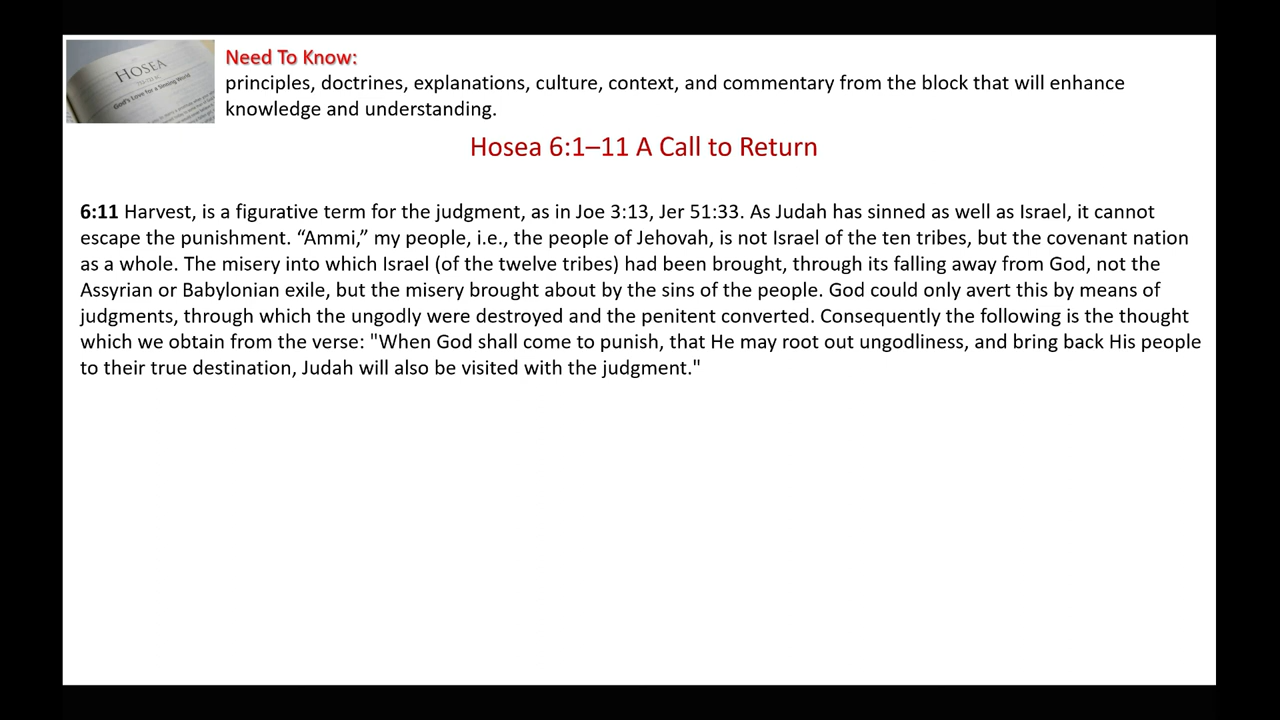 HOSEA
God's Love for a Sinning World
Need To Know:
principles, doctrines, explanations, culture, context, and commentary from the block that will enhance
knowledge and understanding.
Hosea 6:1–11 A Call to Return
6:11 Harvest, is a figurative term for the judgment, as in Joe 3:13, Jer 51:33. As Judah has sinned as well as Israel, it cannot
escape the punishment. “Ammi,” my people, i.e., the people of Jehovah, is not Israel of the ten tribes, but the covenant nation
as a whole. The misery into which Israel (of the twelve tribes) had been brought, through its falling away from God, not the
Assyrian or Babylonian exile, but the misery brought about by the sins of the people. God could only avert this by means of
judgments, through which the ungodly were destroyed and the penitent converted. Consequently the following is the thought
which we obtain from the verse: "When God shall come to punish, that He may root out ungodliness, and bring back His people
to their true destination, Judah will also be visited with the judgment."